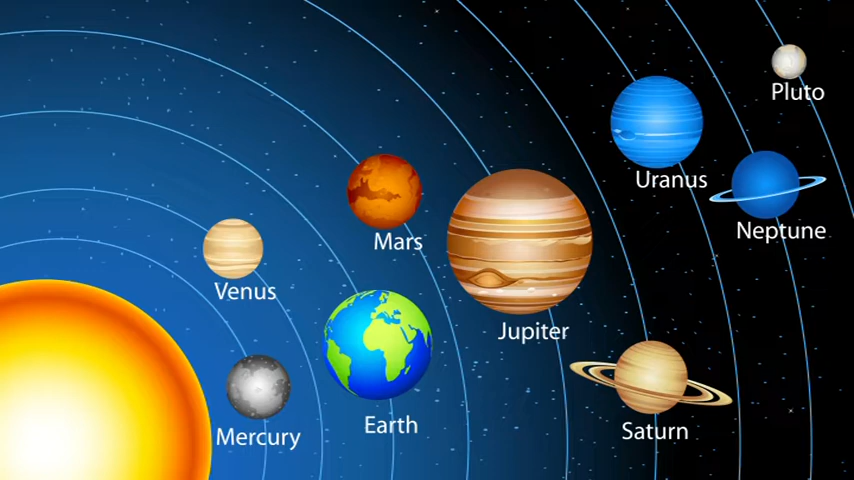 Pluto
Uranus
Neptune
Mars
Venus
Jupiter
Earth
Saturn
Mercury